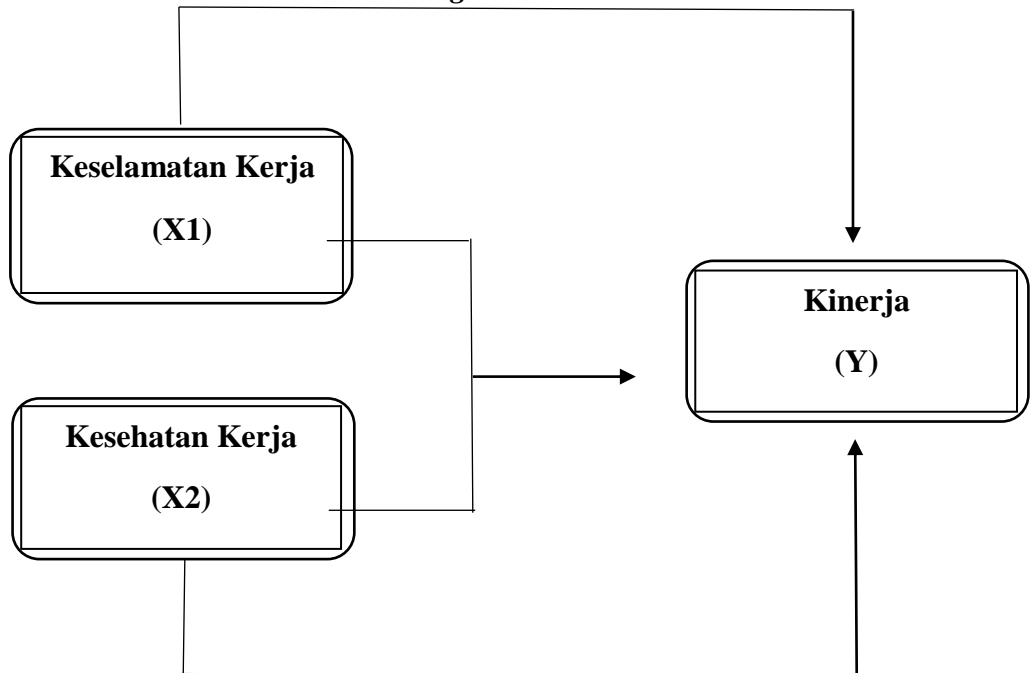 Keselamatan Kerja
(X1)
Kinerja
(Y)
Kesehatan Kerja
(X2)